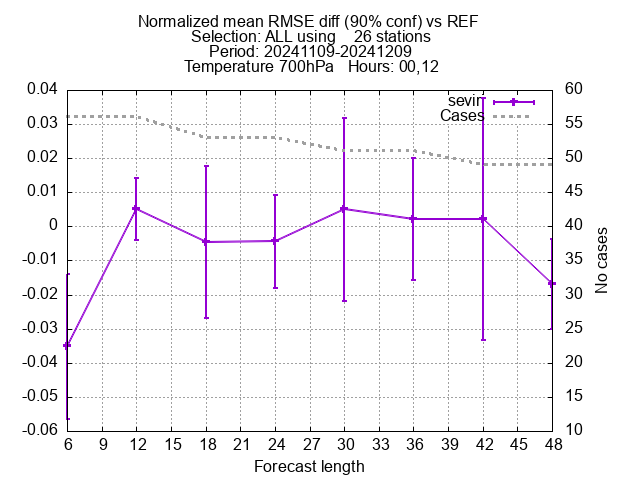 Normalized mean RMSE diff (90% conf) vs REF
Selection: ALL using    26 stations
Period: 20241109-20241209
Temperature 700hPa   Hours: 00,12
0.04
0.03
0.02
0.01
0
-0.01
-0.02
-0.03
-0.04
-0.05
-0.06
sevin
Cases
60
55
50
45
40
35
30
25
20
15
10
No cases
6 9 12 15 18 21 24 27 30 33 36 39 42 45 48
Forecast length